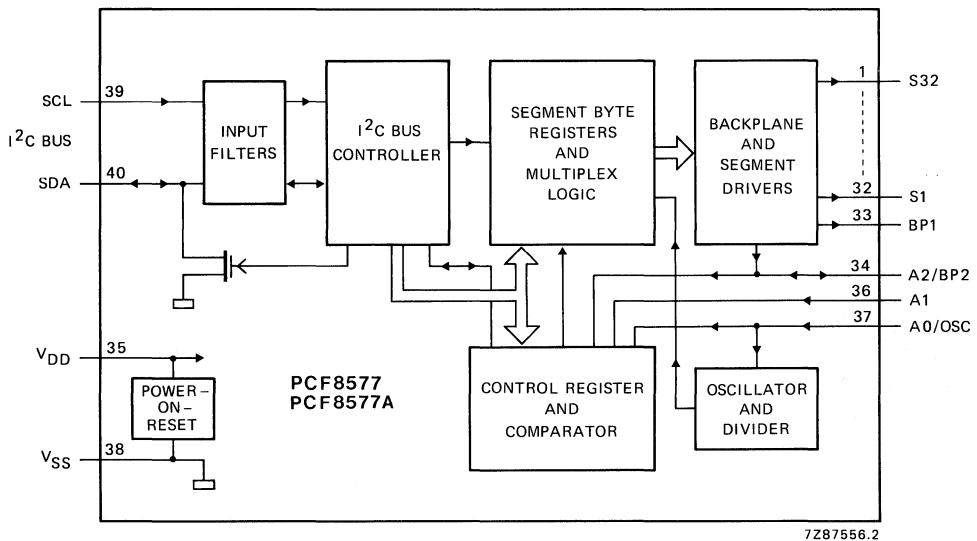 SCL
39
I²C BUS
SDA
40
INPUT
FILTERS
I²C BUS
CONTROLLER
SEGMENT BYTE
REGISTERS
AND
MULTIPLEX
LOGIC
BACKPLANE
AND
SEGMENT
DRIVERS
1
S32
32
S1
33
BP1
34
A2/BP2
36
A1
37
A0/OSC
VDD
35
POWER–
ON–
RESET
VSS
38
PCF8577
PCF8577A
CONTROL REGISTER
AND
COMPARATOR
OSCILLATOR
AND
DIVIDER
7Z87556.2